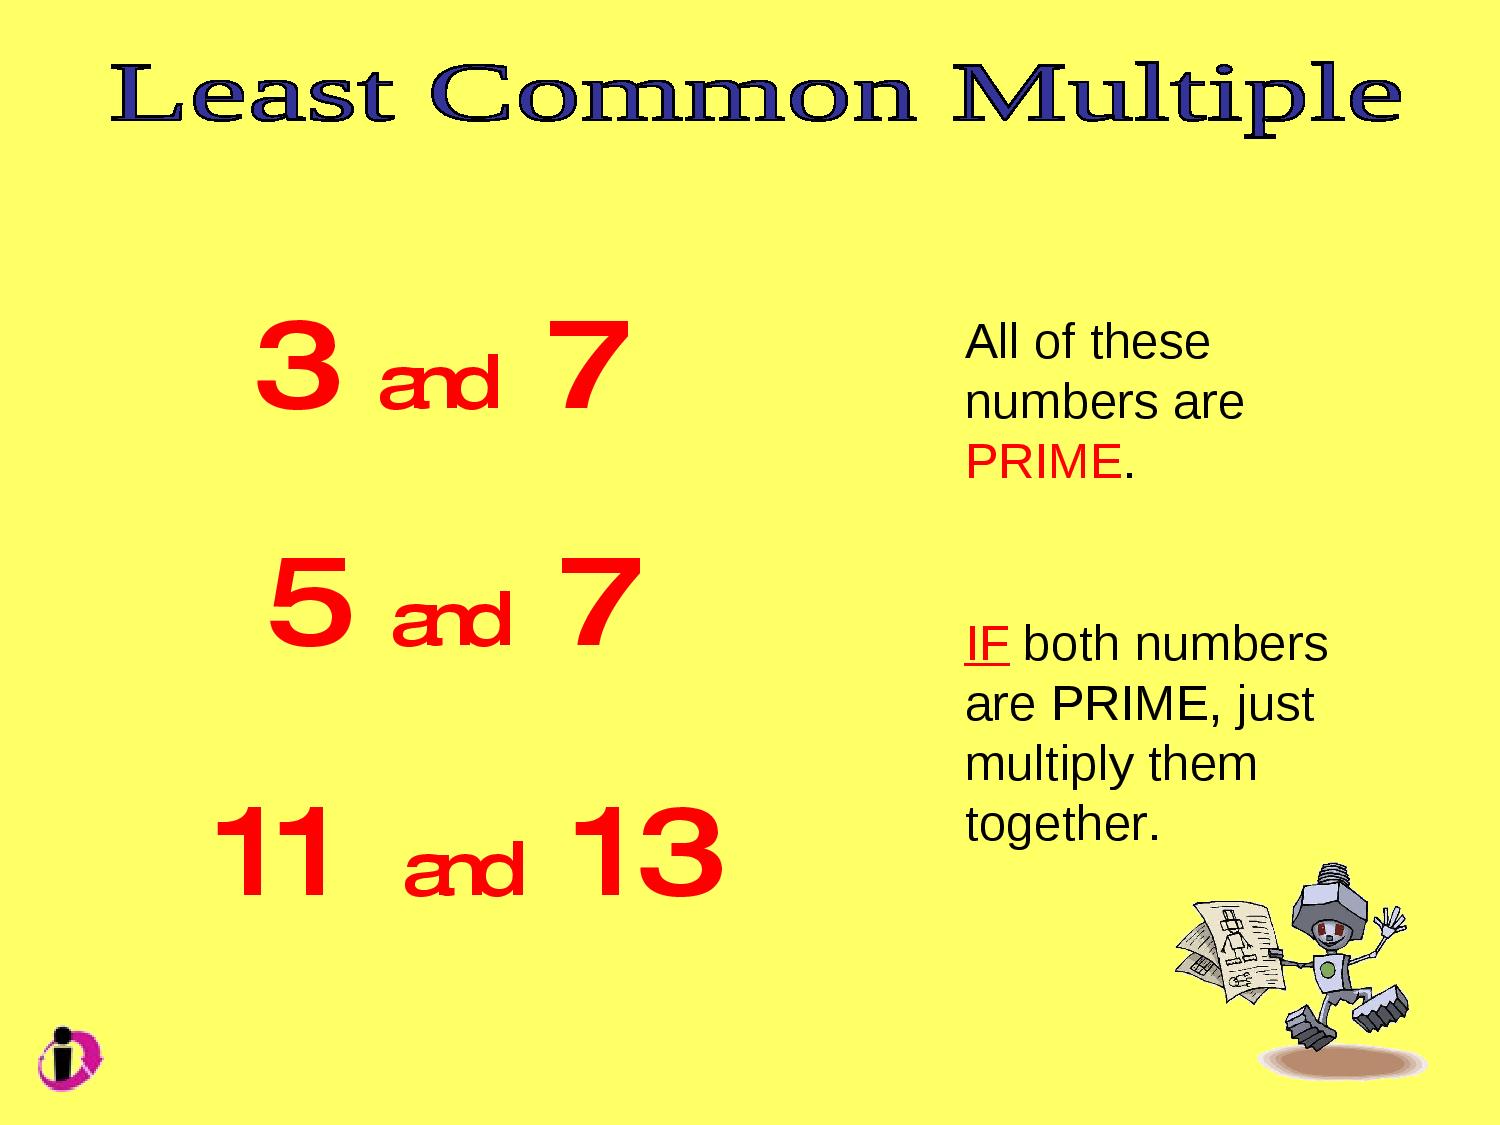 Least Common Multiple
3 and 7
All of these
numbers are
PRIME.
5 and 7
IF both numbers
are PRIME, just
multiply them
together.
11 and 13
i